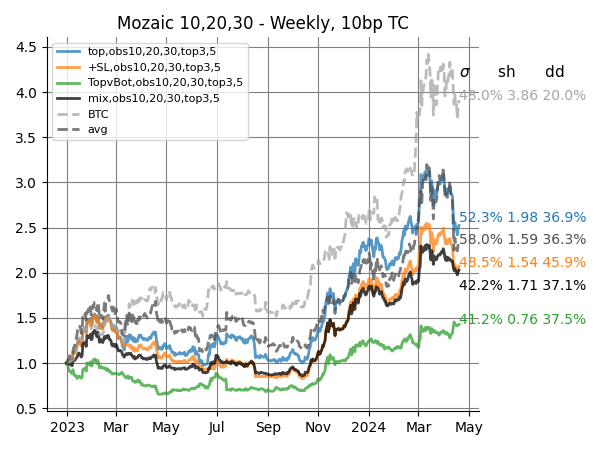 Mozaic 10,20,30 - Weekly, 10bp TC
4.5
4.0
3.5
3.0
2.5
2.0
1.5
1.0
0.5
top,obs10,20,30,top3,5
+SL,obs10,20,30,top3,5
TopvBot,obs10,20,30,top3,5
mix,obs10,20,30,top3,5
BTC
avg
σ sh dd
48.0% 3.86 20.0%
52.3% 1.98 36.9%
58.0% 1.59 36.3%
48.5% 1.54 45.9%
42.2% 1.71 37.1%
41.2% 0.76 37.5%
2023 Mar May Jul Sep Nov 2024 Mar May